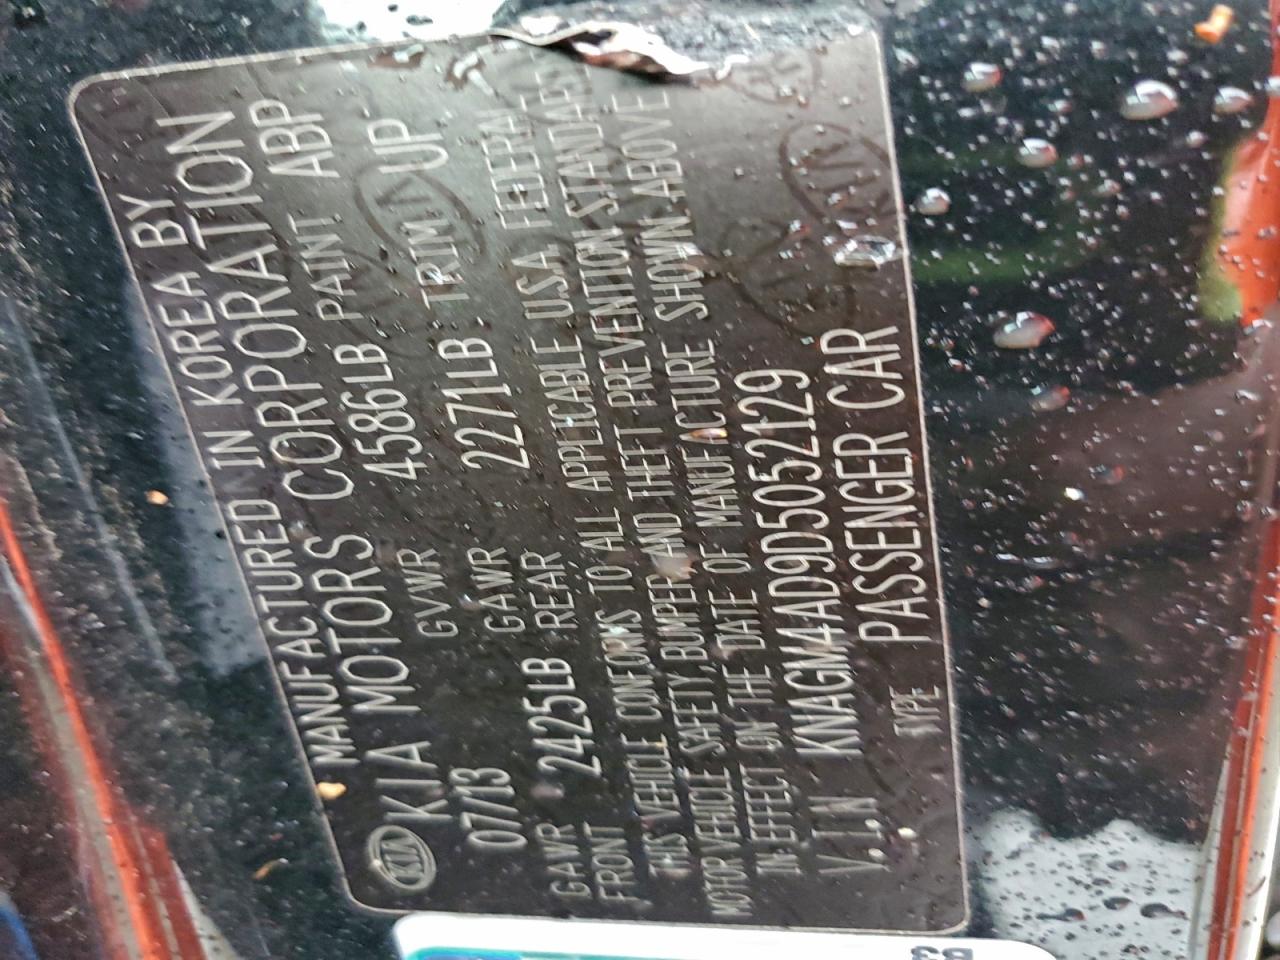 MANUFACTURED IN KOREA BY
KIA KIA MOTORS CORPORATION
07/13 GVWR 4586LB PAINT ABP
GAWR FRONT 2425LB GAWR REAR 2271LB TRIM UP
THIS VEHICLE CONFORMS TO ALL APPLICABLE U.S.A. FEDERAL
MOTOR VEHICLE SAFETY, BUMPER AND THEFT PREVENTION STANDARDS
IN EFFECT ON THE DATE OF MANUFACTURE SHOWN ABOVE
V.I.N KNAGM4AD9D5052129
TYPE PASSENGER CAR
B3